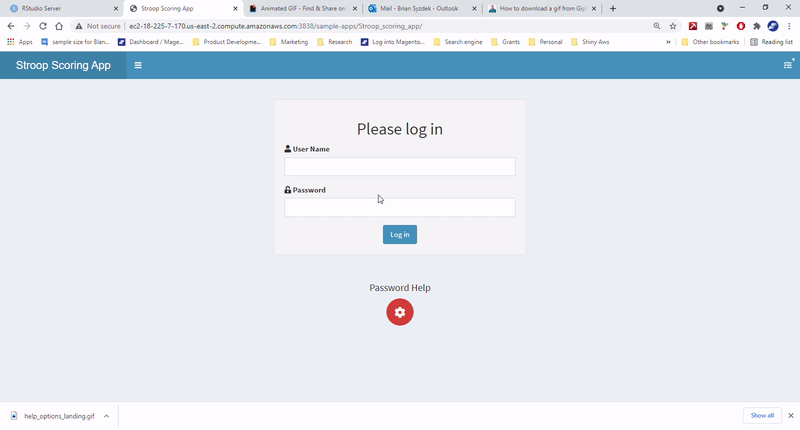 RStudio Server
Stroop Scoring App
Animated GIF - Find & Share on
Mail - Brian Syzdek - Outlook
How to download a gif from Gip
Not secure
ec2-18-225-7-170.us-east-2.compute.amazonaws.com:3838/sample-apps/Stroop_scoring_app/
Apps
sample size for Blan...
Dashboard / Mage...
Product Developme...
Marketing
Research
Log into Magento...
Search engine
Grants
Personal
Shiny Aws
»
Other bookmarks
Reading list
Stroop Scoring App
Please log in
User Name
Password
Log in
Password Help
help_options_landing.gif
Show all